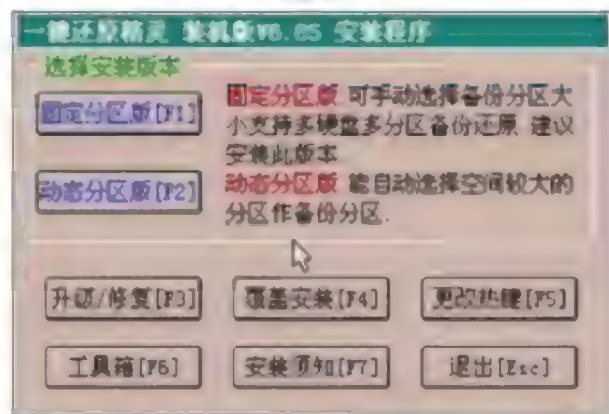 一键还原精灵 装机版V6.05 安装程序
选择安装版本
固定分区版[F1]
固定分区版 可手动选择备份分区大
小支持多硬盘多分区备份还原 建议
安装此版本
动态分区版[F2]
动态分区版 能自动选择空间较大的
分区作备份分区.
升级/修复[F3]
覆盖安装[F4]
更改热键[F5]
工具箱[F6]
安装须知[F7]
退出[Esc]